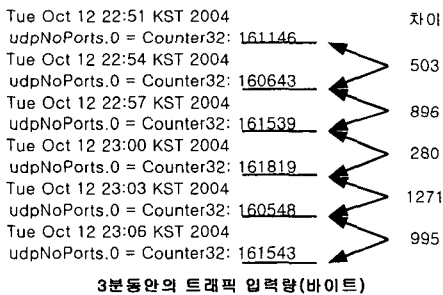 Tue Oct 12 22:51 KST 2004
차이
udpNoPorts.0 = Counter32: 161146
503
Tue Oct 12 22:54 KST 2004
udpNoPorts.0 = Counter32: 160643
896
Tue Oct 12 22:57 KST 2004
udpNoPorts.0 = Counter32: 161539
280
Tue Oct 12 23:00 KST 2004
udpNoPorts.0 = Counter32: 161819
1271
Tue Oct 12 23:03 KST 2004
udpNoPorts.0 = Counter32: 160548
995
Tue Oct 12 23:06 KST 2004
udpNoPorts.0 = Counter32: 161543
3분동안의 트래픽 입력량(바이트)